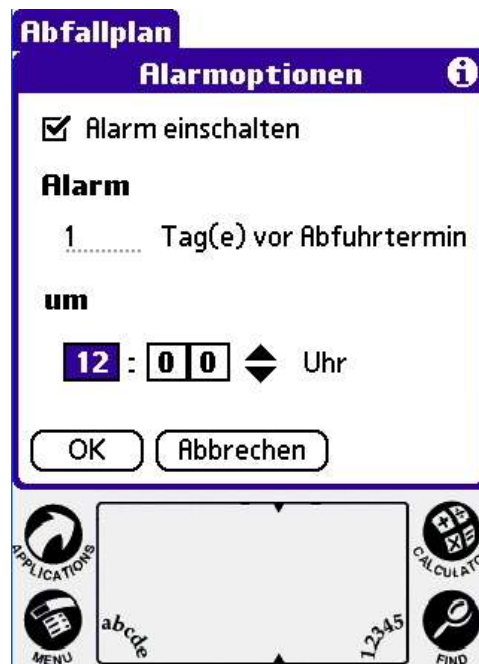 Abfallplan
Alarmoptionen i
Alarm einschalten
Alarm
1 Tag(e) vor Abfuhrtermin
um
12 : 0 0 Uhr
OK Abbrechen
APPLICATIONS
CALCULATO
MENU
abcde
12345
FIND